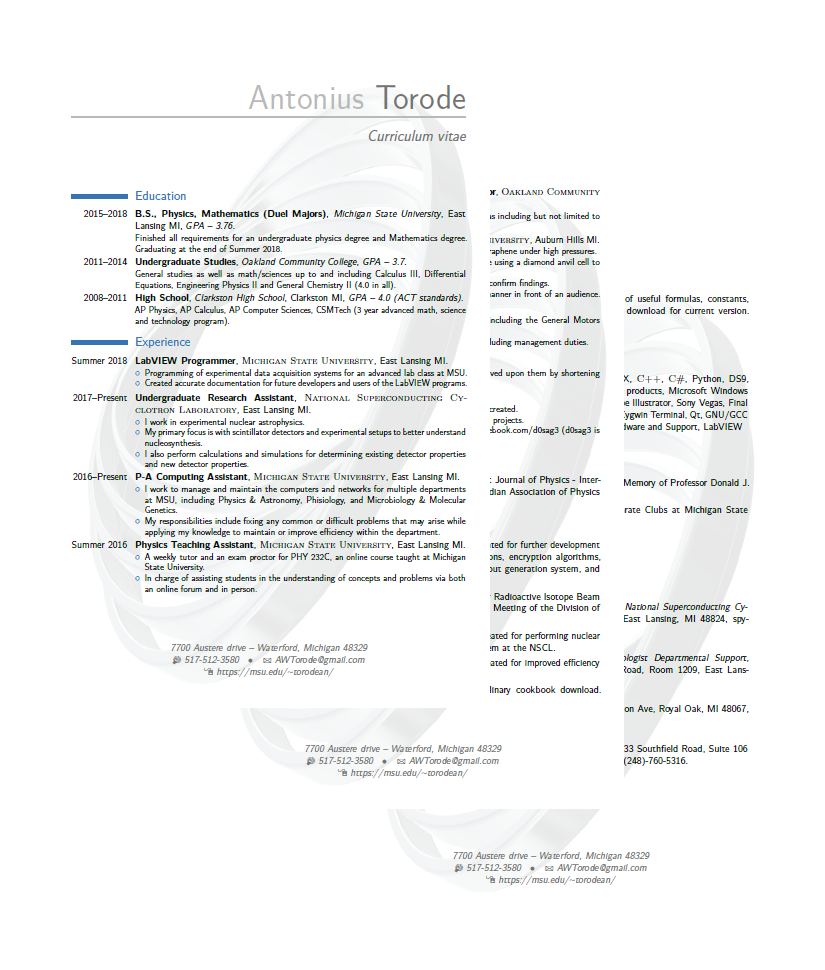 Antonius Torode
Curriculum vitae
Education
2015–2018 B.S., Physics, Mathematics (Duel Majors), Michigan State University, East
Lansing MI, GPA – 3.76.
Finished all requirements for an undergraduate physics degree and Mathematics degree.
Graduating at the end of Summer 2018.
2011–2014 Undergraduate Studies, Oakland Community College, GPA – 3.7.
General studies as well as math/sciences up to and including Calculus III, Differential
Equations, Engineering Physics II and General Chemistry II (4.0 in all).
2008–2011 High School, Clarkston High School, Clarkston MI, GPA – 4.0 (ACT standards).
AP Physics, AP Calculus, AP Computer Sciences, CSMTech (3 year advanced math, science
and technology program).
Experience
Summer 2018 LabVIEW Programmer, Michigan State University, East Lansing MI.
○ Programming of experimental data acquisition systems for an advanced lab class at MSU.
○ Created accurate documentation for future developers and users of the LabVIEW programs.
2017–Present Undergraduate Research Assistant, National Superconducting Cy-
clotron Laboratory, East Lansing MI.
○ I work in experimental nuclear astrophysics.
○ My primary focus is with scintillator detectors and experimental setups to better understand
nucleosynthesis.
○ I also perform calculations and simulations for determining existing detector properties
and new detector properties.
2016–Present P-A Computing Assistant, Michigan State University, East Lansing MI.
○ I work to manage and maintain the computers and networks for multiple departments
at MSU, including Physics & Astronomy, Phisiology, and Microbiology & Molecular
Genetics.
○ My responsibilities include fixing any common or difficult problems that may arise while
applying my knowledge to maintain or improve efficiency within the department.
Summer 2016 Physics Teaching Assistant, Michigan State University, East Lansing MI.
○ A weekly tutor and an exam proctor for PHY 232C, an online course taught at Michigan
State University.
○ In charge of assisting students in the understanding of concepts and problems via both
an online forum and in person.
7700 Austere drive – Waterford, Michigan 48329
517-512-3580 • AWTorode@gmail.com
https://msu.edu/~torodean/
or, Oakland Community
s including but not limited to
iversity, Auburn Hills MI.
raphene under high pressures.
e using a diamond anvil cell to
confirm findings.
anner in front of an audience.
including the General Motors
luding management duties.
ved upon them by shortening
created.
projects.
ebook.com/d0sag3 (d0sag3 is
: Journal of Physics - Inter-
dian Association of Physics
ted for further development
ons, encryption algorithms,
out generation system, and
Radioactive Isotope Beam
Meeting of the Division of
eated for performing nuclear
em at the NSCL.
ated for improved efficiency
linary cookbook download.
7700 Austere drive – Waterford, Michigan 48329
517-512-3580 • AWTorode@gmail.com
https://msu.edu/~torodean/
of useful formulas, constants,
download for current version.
X, C++, C#, Python, DS9,
products, Microsoft Windows
e Illustrator, Sony Vegas, Final
Cygwin Terminal, Qt, GNU/GCC
dware and Support, LabVIEW
Memory of Professor Donald J.
rate Clubs at Michigan State
National Superconducting Cy-
East Lansing, MI 48824, spy-
ologist Departmental Support,
Road, Room 1209, East Lans-
on Ave, Royal Oak, MI 48067,
33 Southfield Road, Suite 106
(248)-760-5316.
7700 Austere drive – Waterford, Michigan 48329
517-512-3580 • AWTorode@gmail.com
https://msu.edu/~torodean/